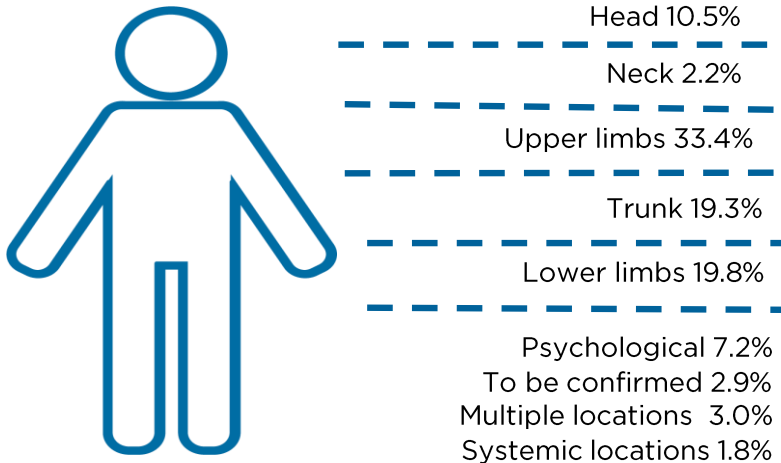 Head 10.5%
Neck 2.2%
Upper limbs 33.4%
Trunk 19.3%
Lower limbs 19.8%
Psychological 7.2%
To be confirmed 2.9%
Multiple locations 3.0%
Systemic locations 1.8%